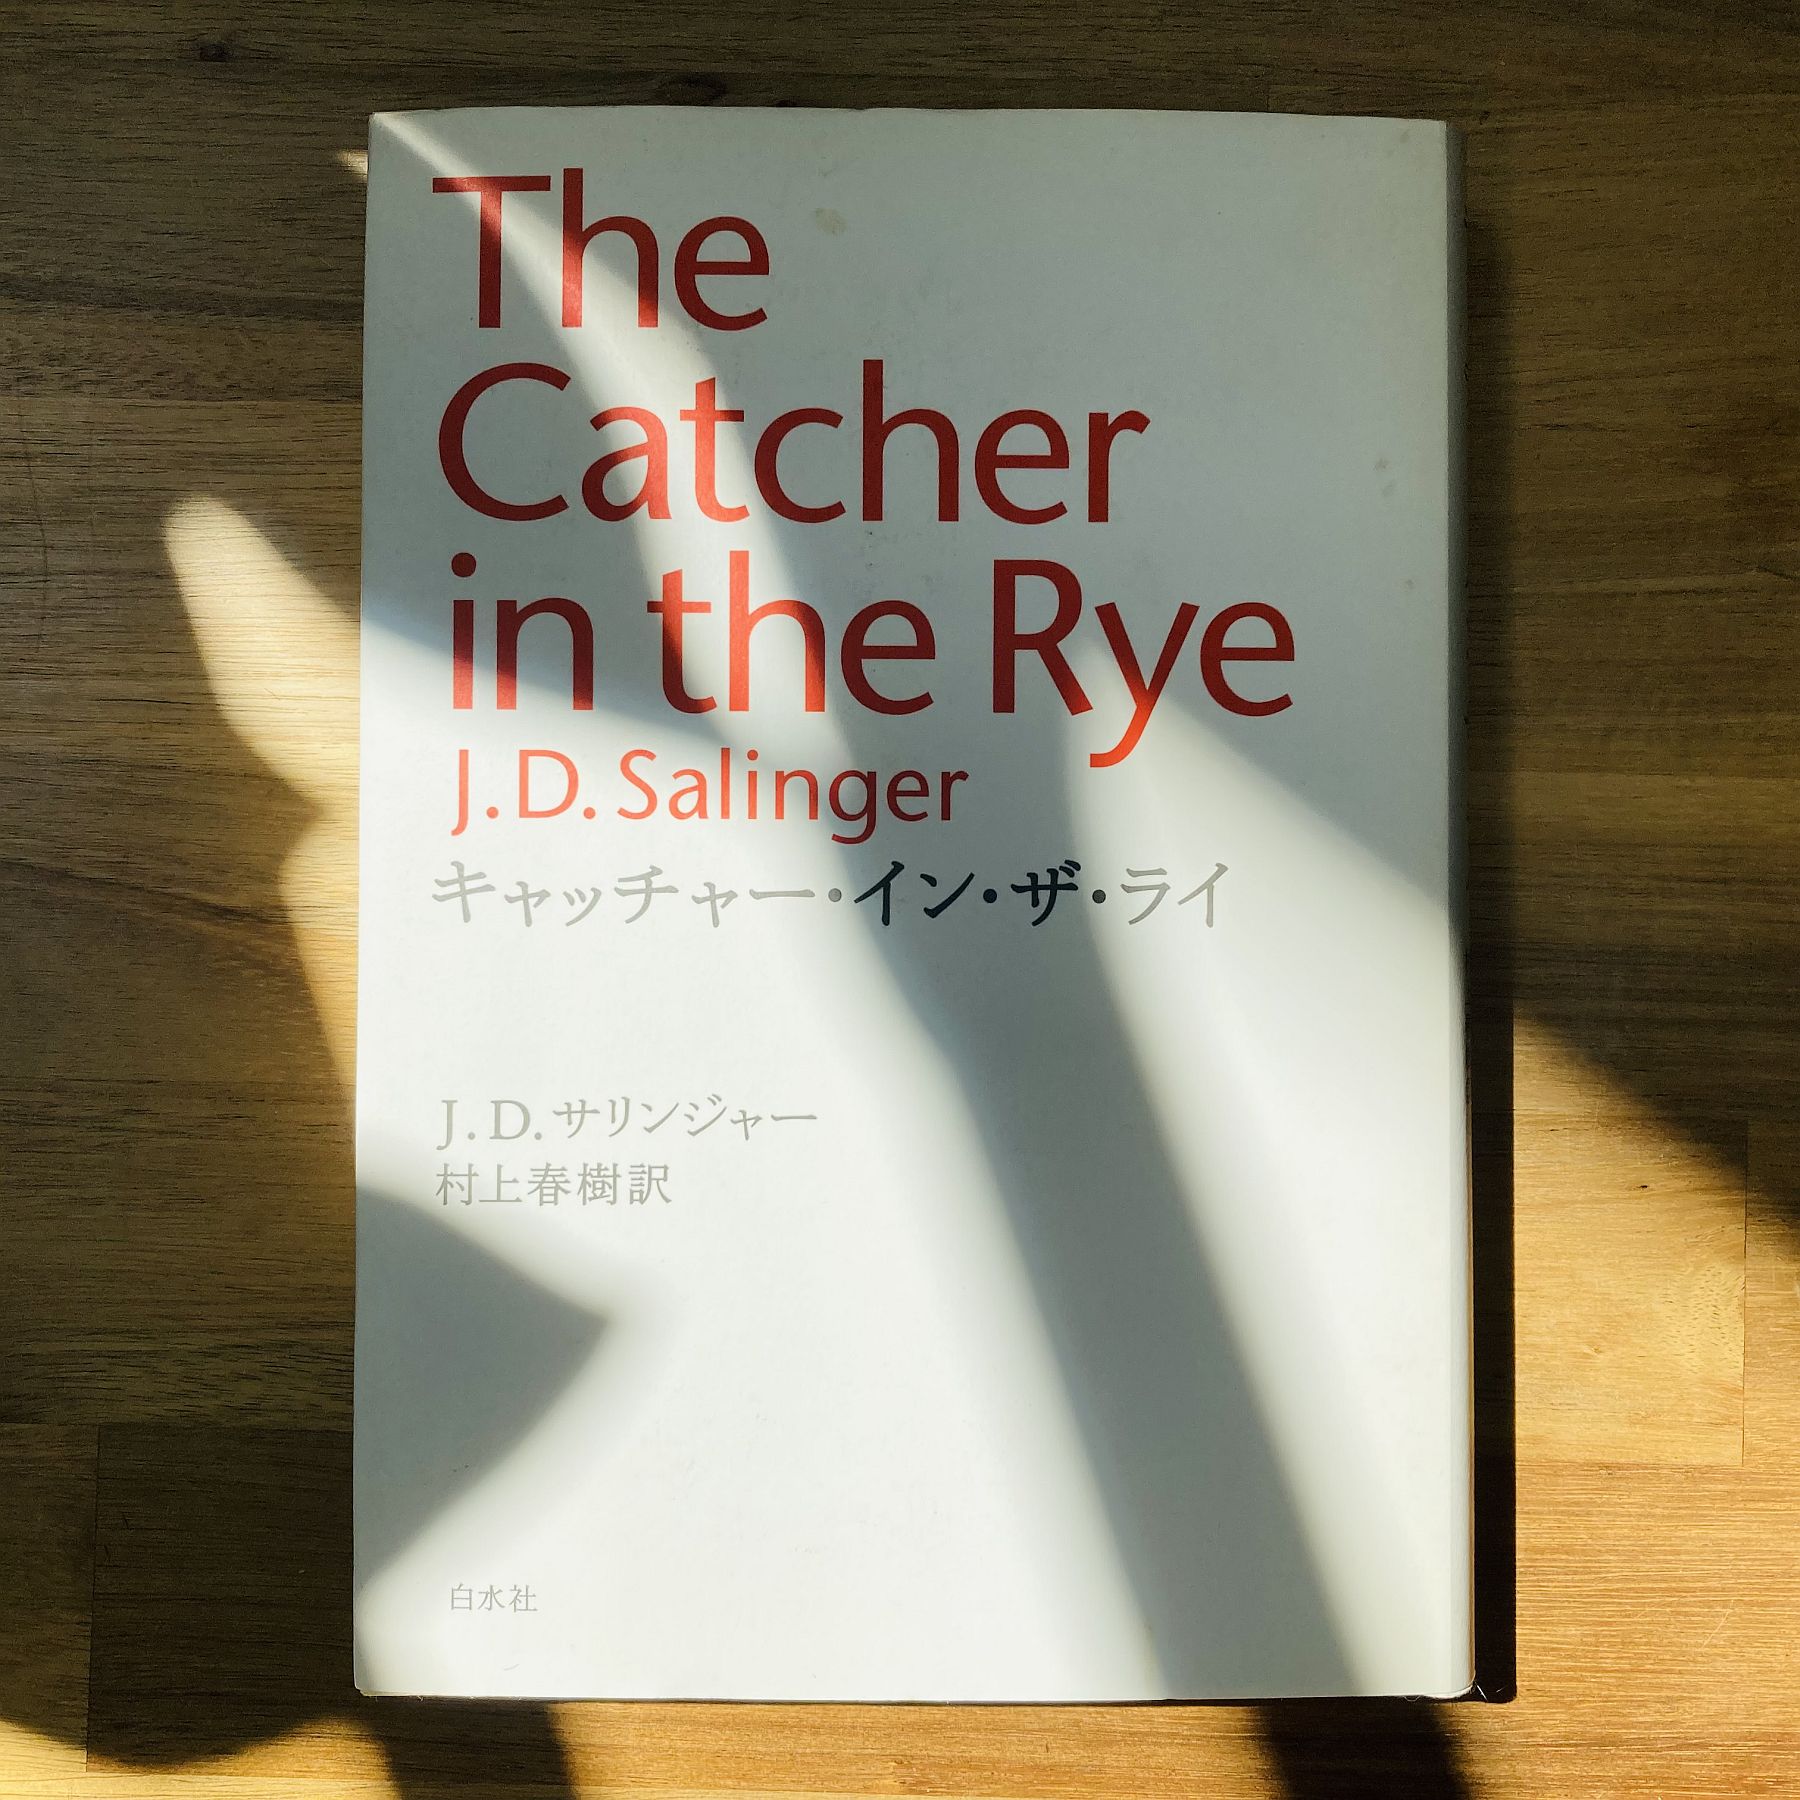 The
Catcher
in the Rye
J.D. Salinger
キャッチャー・イン・ザ・ライ
J.D.サリンジャー
村上春樹訳
白水社